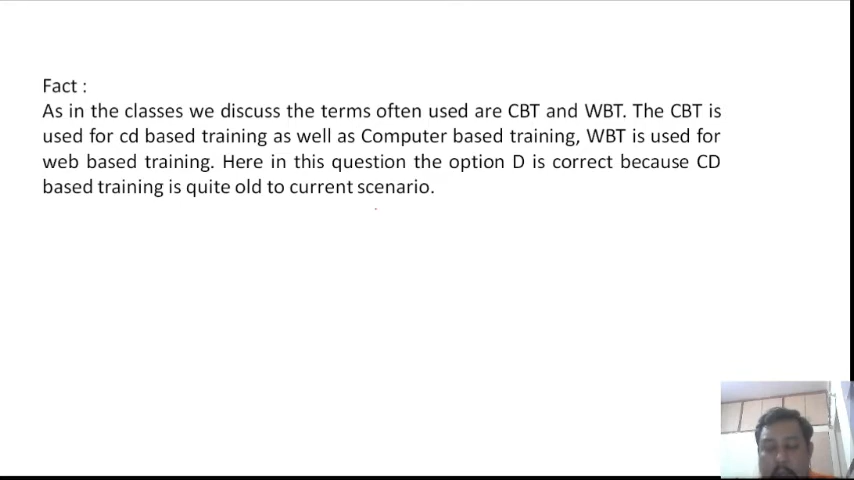 Fact :
As in the classes we discuss the terms often used are CBT and WBT. The CBT is
used for cd based training as well as Computer based training, WBT is used for
web based training. Here in this question the option D is correct because CD
based training is quite old to current scenario.